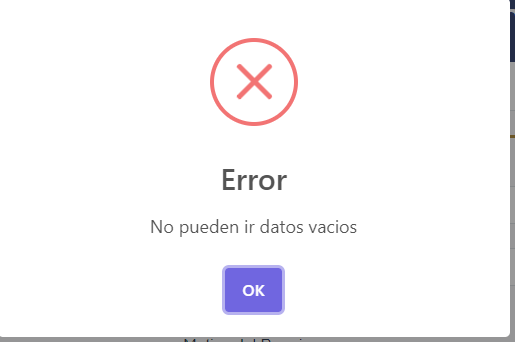 Error
No pueden ir datos vacios
OK